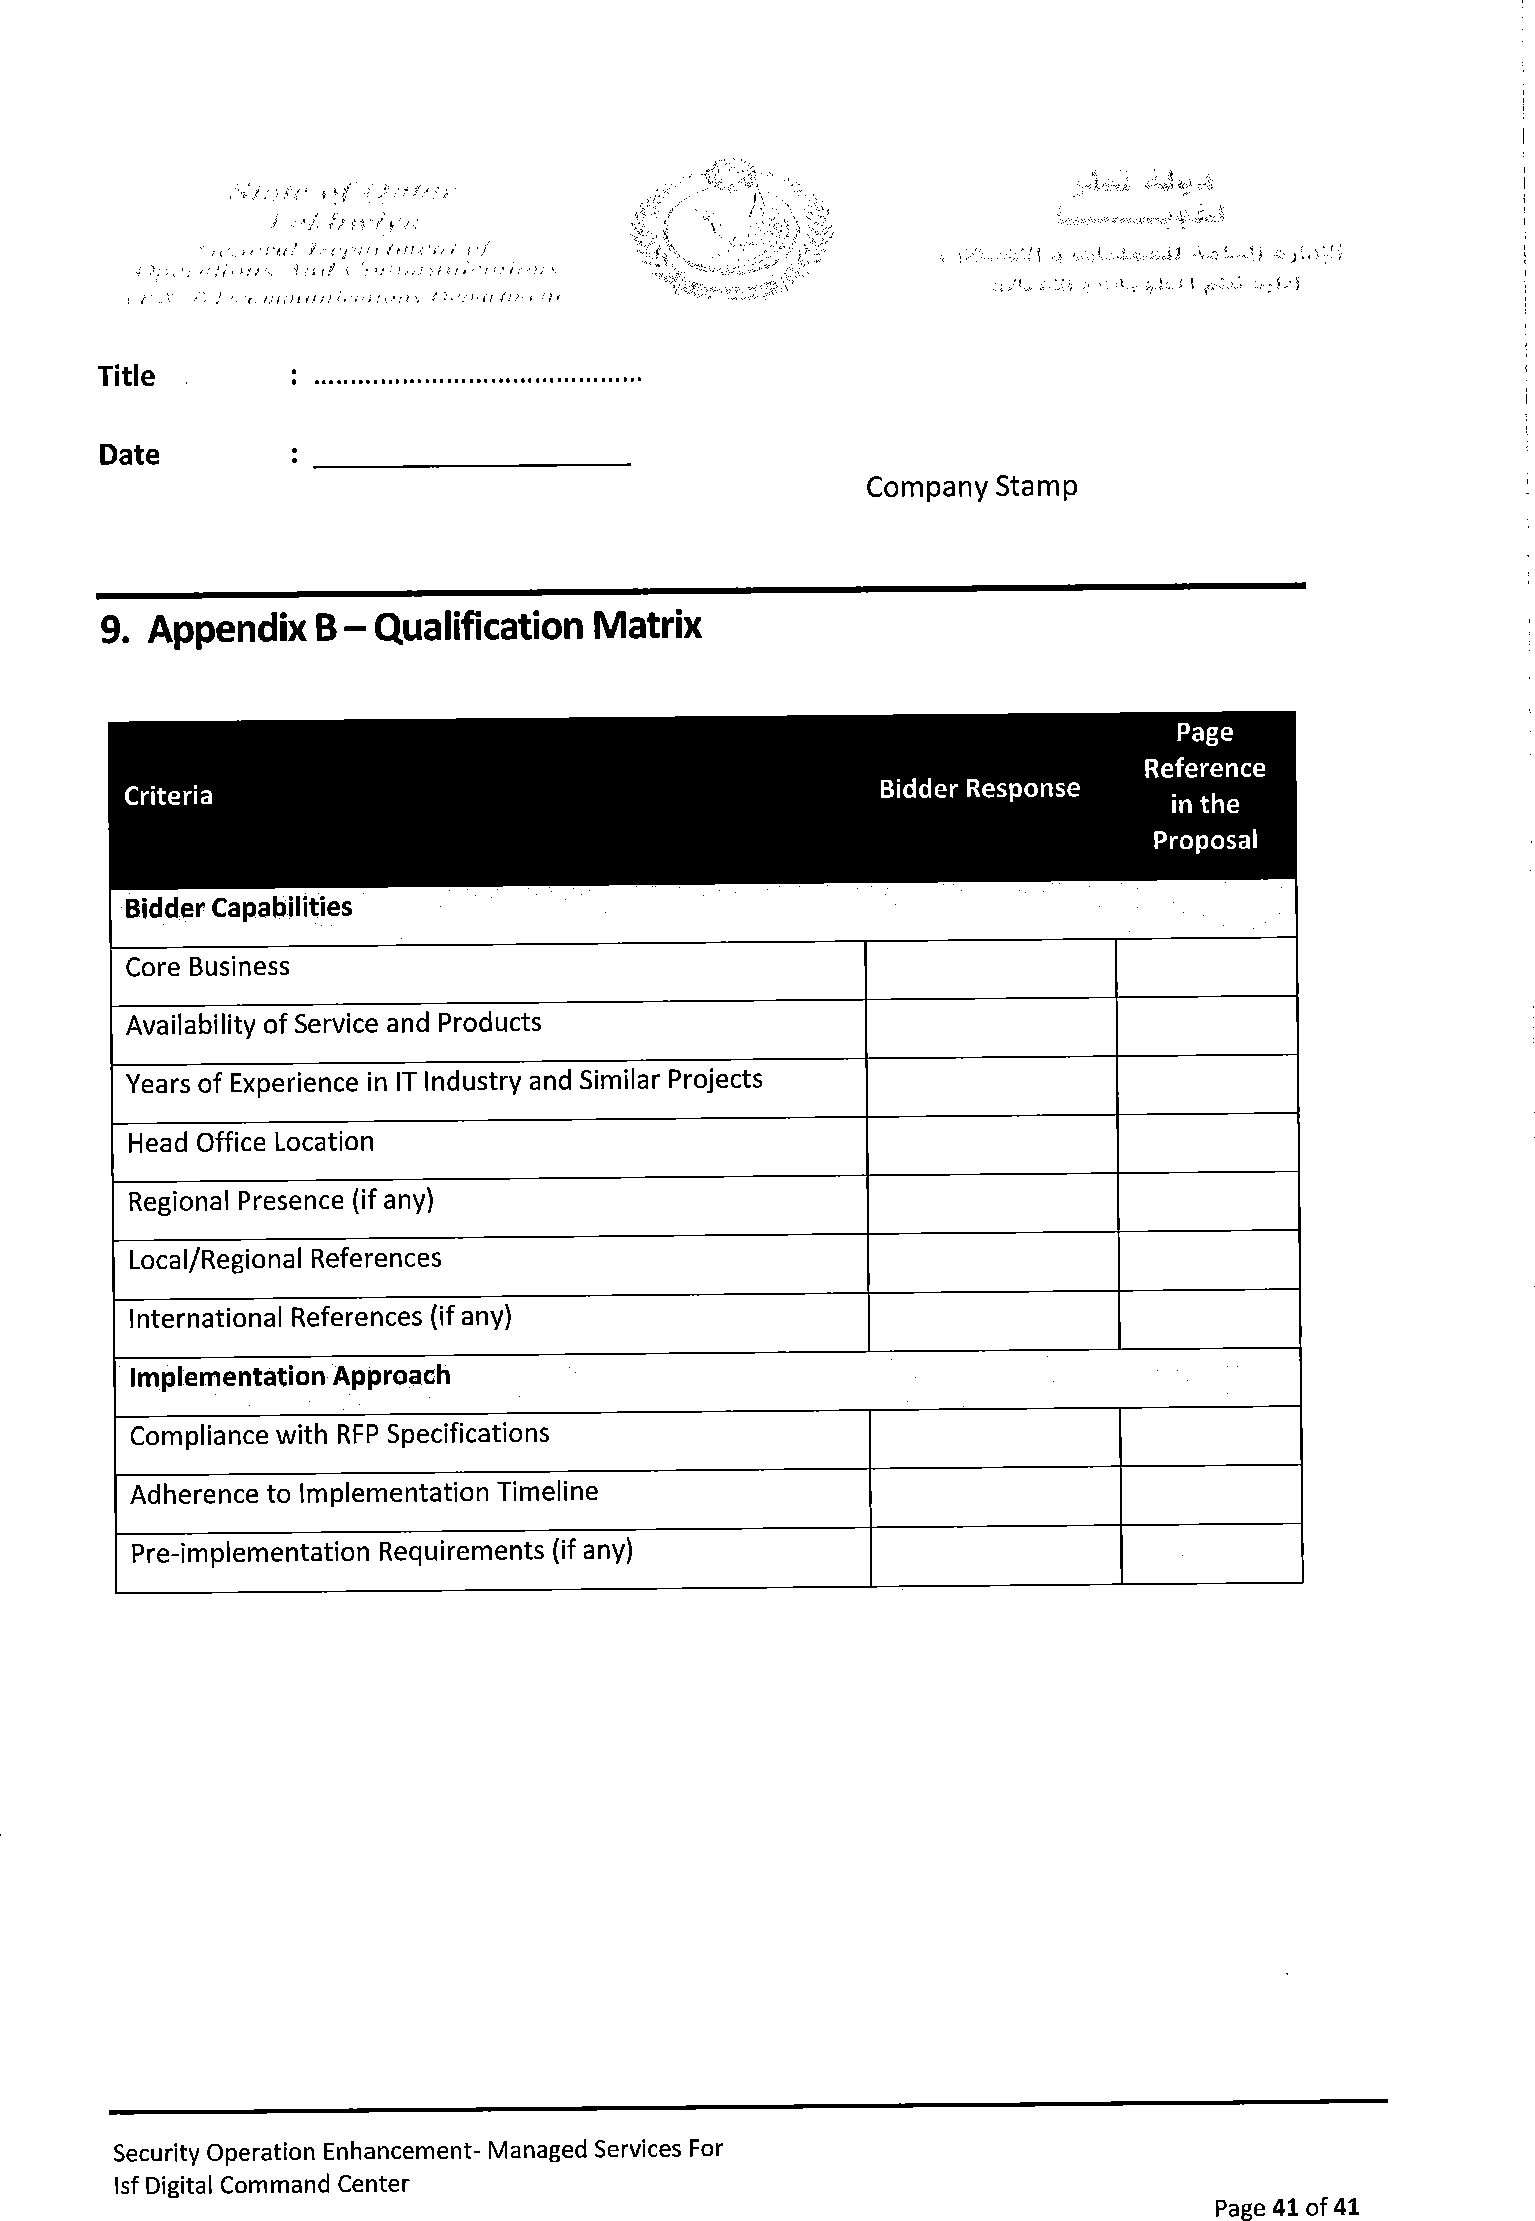 State of Qatar
Title : ............................................
Date : ____________________
Company Stamp
9. Appendix B – Qualification Matrix
Criteria Bidder Response Page Reference in the Proposal
Bidder Capabilities
Core Business
Availability of Service and Products
Years of Experience in IT Industry and Similar Projects
Head Office Location
Regional Presence (if any)
Local/Regional References
International References (if any)
Implementation Approach
Compliance with RFP Specifications
Adherence to Implementation Timeline
Pre-implementation Requirements (if any)
Security Operation Enhancement- Managed Services For
Isf Digital Command Center
Page 41 of 41